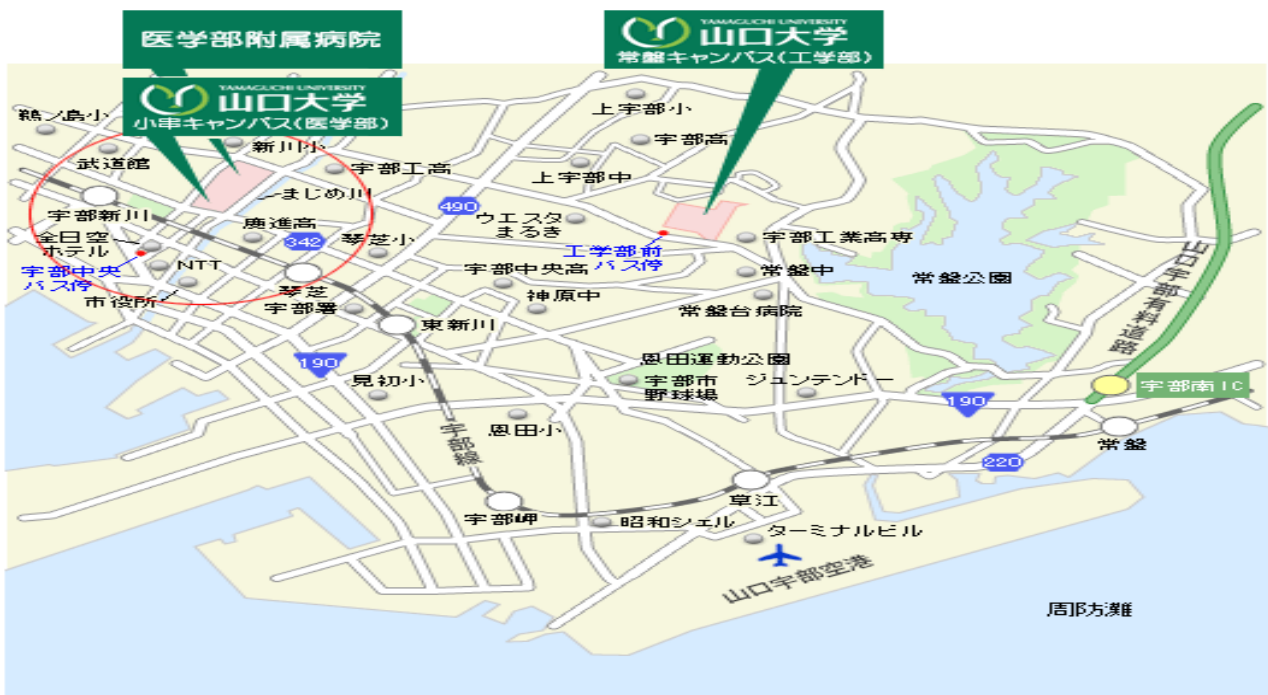 医学部附属病院
YAMAGUCHI UNIVERSITY
山口大学
小串キャンパス(医学部)
YAMAGUCHI UNIVERSITY
山口大学
常盤キャンパス(工学部)
鵜ノ島小
武道館
新川小
まじめ川
宇部工高
上宇部小
宇部高
上宇部中
宇部新川
全日空
ホテル
慶進高
342
琴芝小
490
ウエスタ
まるき
工学部前
バス停
宇部工業高専
宇部中央
バス停
NTT
市役所
琴芝
宇部署
宇部中央高
神原中
常盤中
常盤台病院
常盤公園
山口宇部有料道路
東新川
190
見初小
恩田運動公園
宇部市
野球場
ジュンテンドー
190
宇部南IC
恩田小
宇部線
常盤
220
宇部岬
草江
昭和シェル
ターミナルビル
山口宇部空港
周防灘